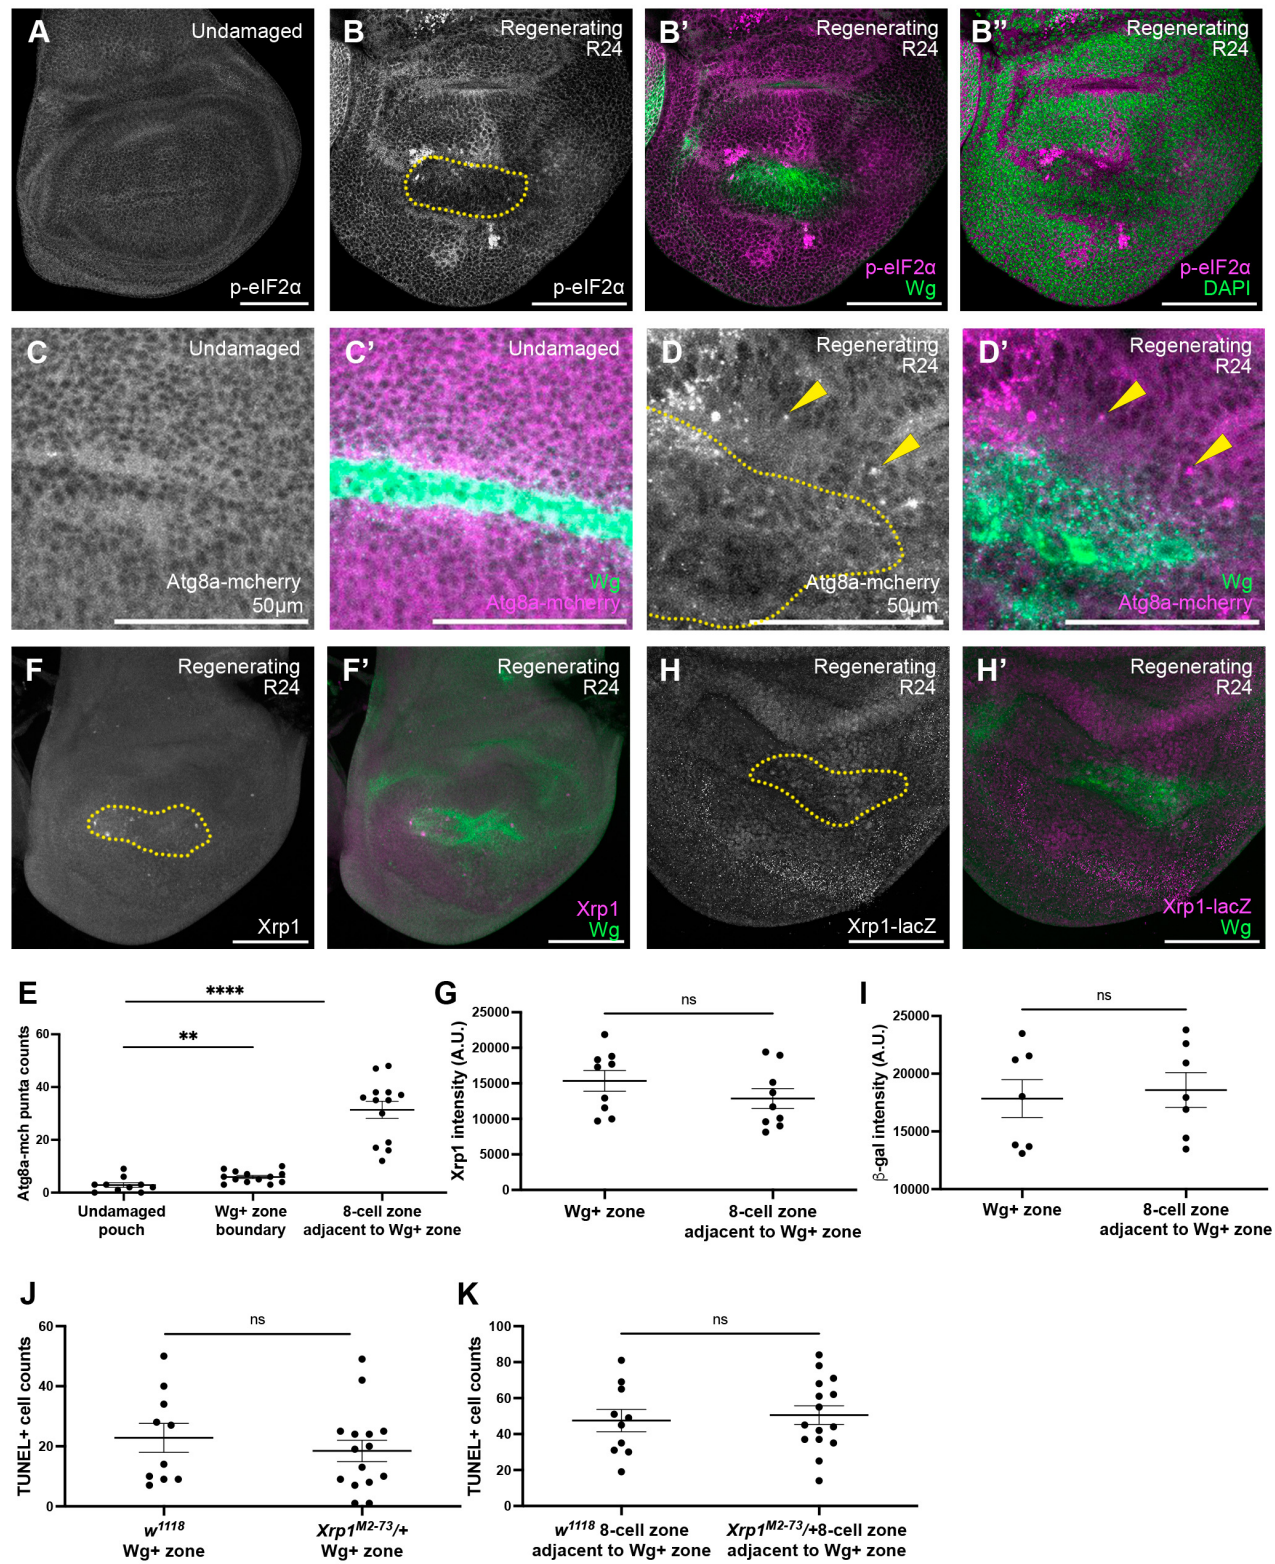 A
Undamaged
p-eIF2α
B
Regenerating
R24
p-eIF2α
B’
Regenerating
R24
p-eIF2α
Wg
B”
Regenerating
R24
p-eIF2α
DAPI
C
Undamaged
Atg8a-mcherry
50µm
C’
Undamaged
Wg
Atg8a-mcherry
D
Regenerating
R24
Atg8a-mcherry
50µm
D’
Regenerating
R24
Wg
Atg8a-mcherry
F
Regenerating
R24
Xrp1
F’
Regenerating
R24
Xrp1
Wg
H
Regenerating
R24
Xrp1-lacZ
H’
Regenerating
R24
Xrp1-lacZ
Wg
E
****
**
Atg8a-mch punta counts
60
40
20
0
Undamaged
pouch
Wg+ zone
boundary
8-cell zone
adjacent to Wg+ zone
G
ns
Xrp1 intensity (A.U.)
25000
20000
15000
10000
5000
0
Wg+ zone
8-cell zone
adjacent to Wg+ zone
I
ns
β-gal intensity (A.U.)
25000
20000
15000
10000
Wg+ zone
8-cell zone
adjacent to Wg+ zone
J
ns
TUNEL+ cell counts
60
40
20
0
w1118
Wg+ zone
Xrp1M2-73/+
Wg+ zone
K
ns
TUNEL+ cell counts
100
80
60
40
20
0
w1118 8-cell zone
adjacent to Wg+ zone
Xrp1M2-73/+8-cell zone
adjacent to Wg+ zone